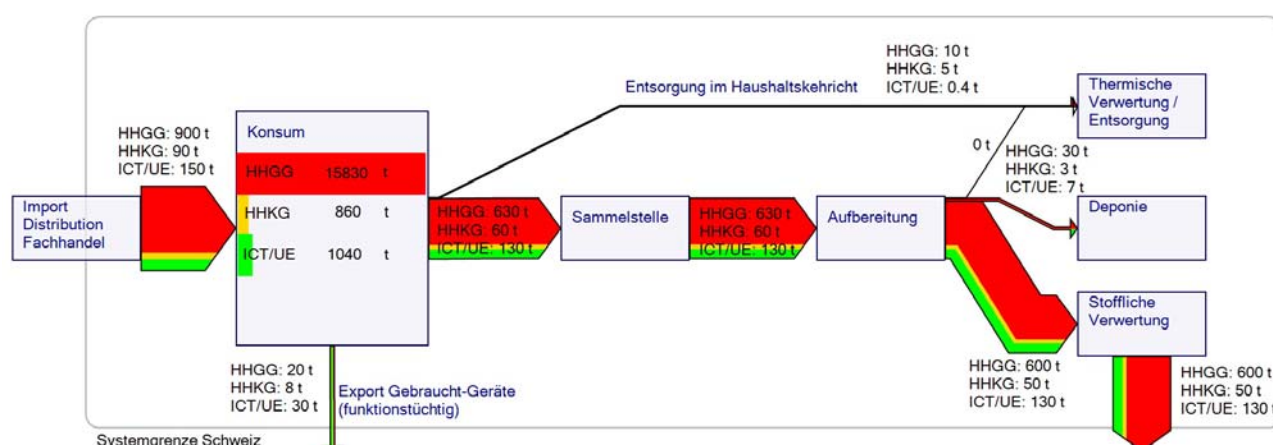 HHGG: 10 t
HHKG: 5 t
ICT/UE: 0.4 t
Entsorgung im Haushaltskehricht
Thermische
Verwertung /
Entsorgung
HHGG: 900 t
HHKG: 90 t
ICT/UE: 150 t
Konsum
HHGG 15830 t
HHKG 860 t
ICT/UE 1040 t
0 t
HHGG: 30 t
HHKG: 3 t
ICT/UE: 7 t
Import
Distribution
Fachhandel
HHGG: 630 t
HHKG: 60 t
ICT/UE: 130 t
Sammelstelle
HHGG: 630 t
HHKG: 60 t
ICT/UE: 130 t
Aufbereitung
Deponie
Stoffliche
Verwertung
HHGG: 20 t
HHKG: 8 t
ICT/UE: 30 t
Export Gebraucht-Geräte
(funktionstüchtig)
HHGG: 600 t
HHKG: 50 t
ICT/UE: 130 t
HHGG: 600 t
HHKG: 50 t
ICT/UE: 130 t
Systemgrenze Schweiz